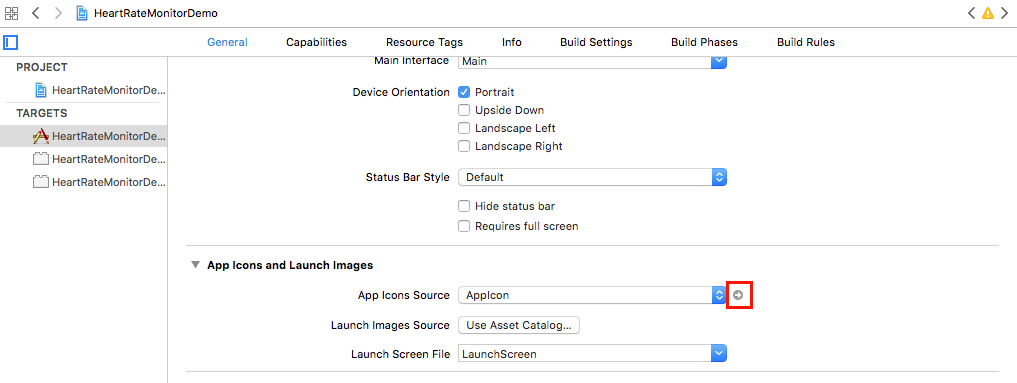 HeartRateMonitorDemo
General Capabilities Resource Tags Info Build Settings Build Phases Build Rules
PROJECT
HeartRateMonitorDe...
TARGETS
HeartRateMonitorDe...
HeartRateMonitorDe...
HeartRateMonitorDe...
Main Interface Main
Device Orientation Portrait
Upside Down
Landscape Left
Landscape Right
Status Bar Style Default
Hide status bar
Requires full screen
App Icons and Launch Images
App Icons Source AppIcon
Launch Images Source Use Asset Catalog...
Launch Screen File LaunchScreen